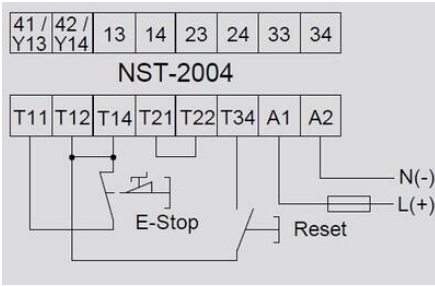 41 / Y13 42 / Y14 13 14 23 24 33 34
NST-2004
T11 T12 T14 T21 T22 T34 A1 A2
N(-)
L(+)
E-Stop Reset